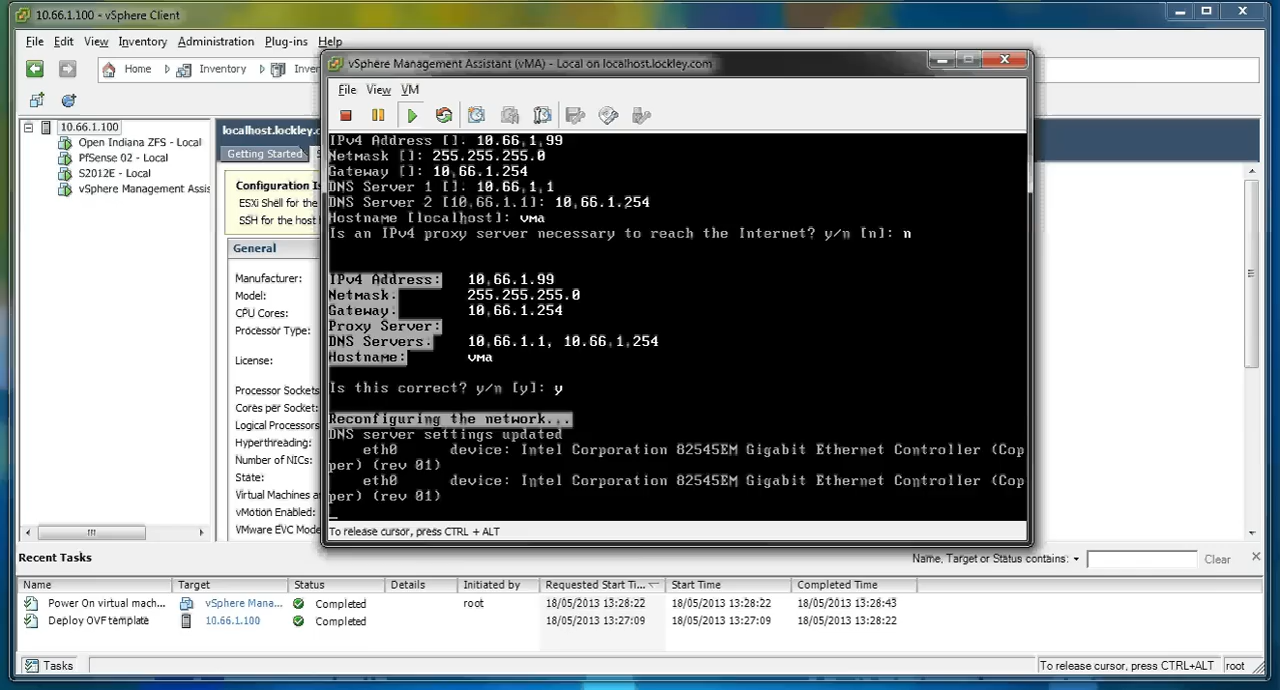 10.66.1.100 - vSphere Client
File Edit View Inventory Administration Plug-ins Help
Home Inventory Inver
10.66.1.100
Open Indiana ZFS - Local
PfSense 02 - Local
S2012E - Local
vSphere Management Assis
localhost.lockley.c
Getting Started
Configuration Is
ESXi Shell for the
SSH for the host
General
Manufacturer:
Model:
CPU Cores:
Processor Type:
License:
Processor Sockets
Cores per Socket:
Logical Processors
Hyperthreading:
Number of NICs:
State:
Virtual Machines a
vMotion Enabled:
VMware EVC Mode
vSphere Management Assistant (vMA) - Local on localhost.lockley.com
File View VM
IPv4 Address []: 10.66.1.99
Netmask []: 255.255.255.0
Gateway []: 10.66.1.254
DNS Server 1 []: 10.66.1.1
DNS Server 2 [10.66.1.1]: 10.66.1.254
Hostname [localhost]: vma
Is an IPv4 proxy server necessary to reach the Internet? y/n [n]: n
IPv4 Address: 10.66.1.99
Netmask: 255.255.255.0
Gateway: 10.66.1.254
Proxy Server:
DNS Servers: 10.66.1.1, 10.66.1.254
Hostname: vma
Is this correct? y/n [y]: y
Reconfiguring the network...
DNS server settings updated
eth0 device: Intel Corporation 82545EM Gigabit Ethernet Controller (Cop
per) (rev 01)
eth0 device: Intel Corporation 82545EM Gigabit Ethernet Controller (Cop
per) (rev 01)
_
To release cursor, press CTRL + ALT
Recent Tasks
Name, Target or Status contains: Clear
Name Target Status Details Initiated by Requested Start Ti... Start Time Completed Time
Power On virtual mach... vSphere Mana... Completed root 18/05/2013 13:28:22 18/05/2013 13:28:22 18/05/2013 13:28:43
Deploy OVF template 10.66.1.100 Completed 18/05/2013 13:27:09 18/05/2013 13:27:09 18/05/2013 13:28:22
Tasks To release cursor, press CTRL+ALT root